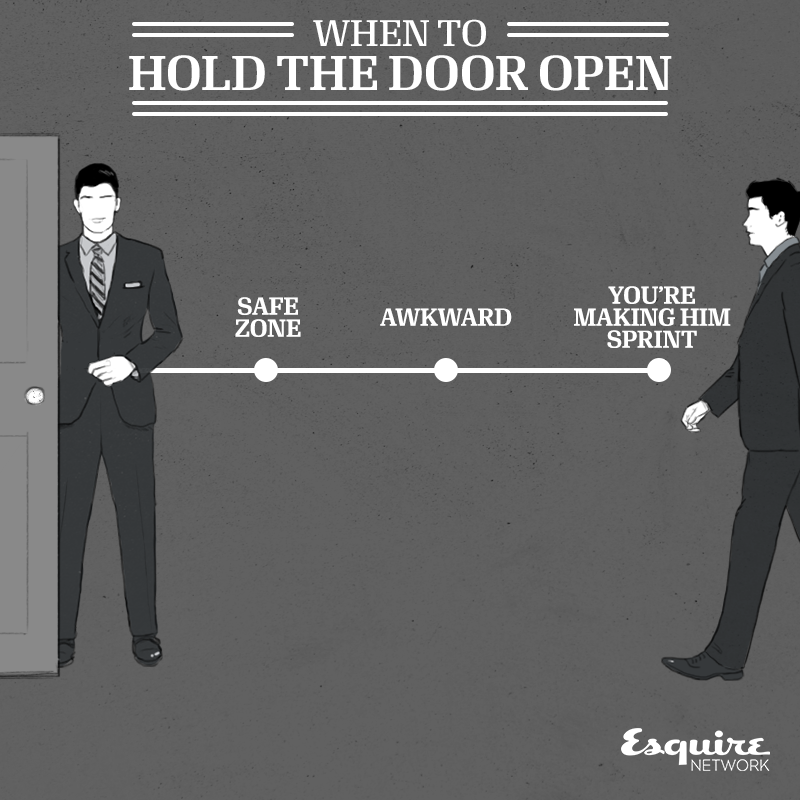 WHEN TO
HOLD THE DOOR OPEN
SAFE
ZONE
AWKWARD
YOU'RE
MAKING HIM
SPRINT
Esquire
NETWORK